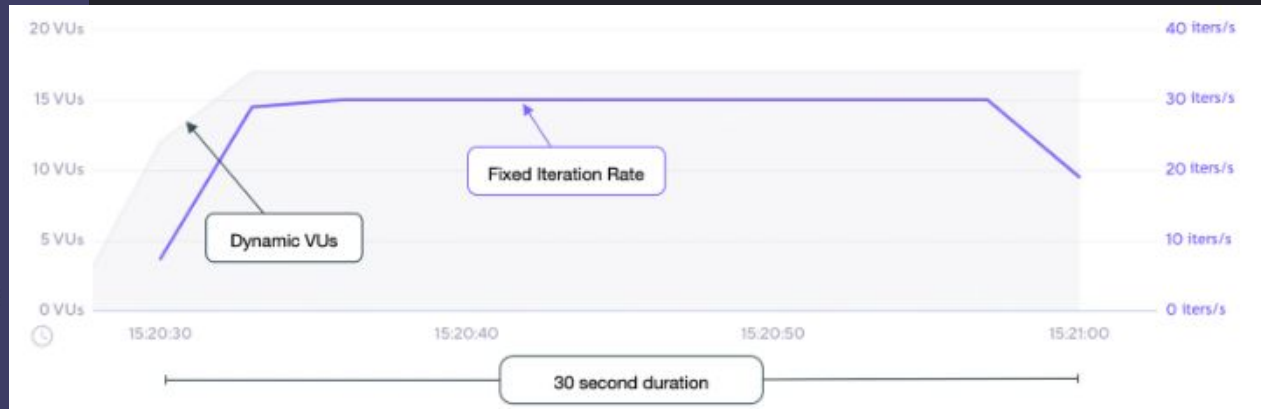 20 VUs
40 iters/s
15 VUs
30 iters/s
Fixed Iteration Rate
10 VUs
20 iters/s
Dynamic VUs
5 VUs
10 iters/s
0 VUs
0 iters/s
15:20:30
15:20:40
15:20:50
15:21:00
30 second duration